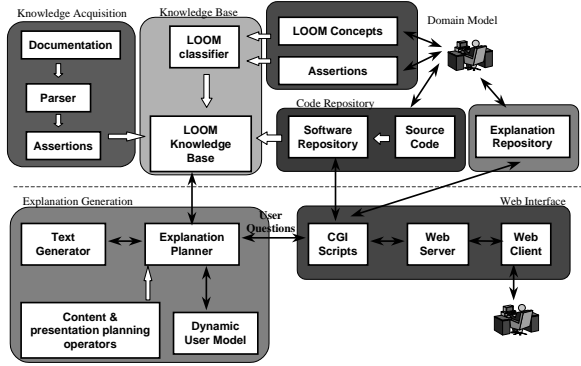 Knowledge Acquisition
Knowledge Base
Domain Model
Documentation
Parser
Assertions
LOOM
classifier
LOOM
Knowledge
Base
LOOM Concepts
Assertions
Code Repository
Software
Repository
Source
Code
Explanation
Repository
Explanation Generation
User
Questions
Web Interface
Text
Generator
Explanation
Planner
CGI
Scripts
Web
Server
Web
Client
Content &
presentation planning
operators
Dynamic
User Model